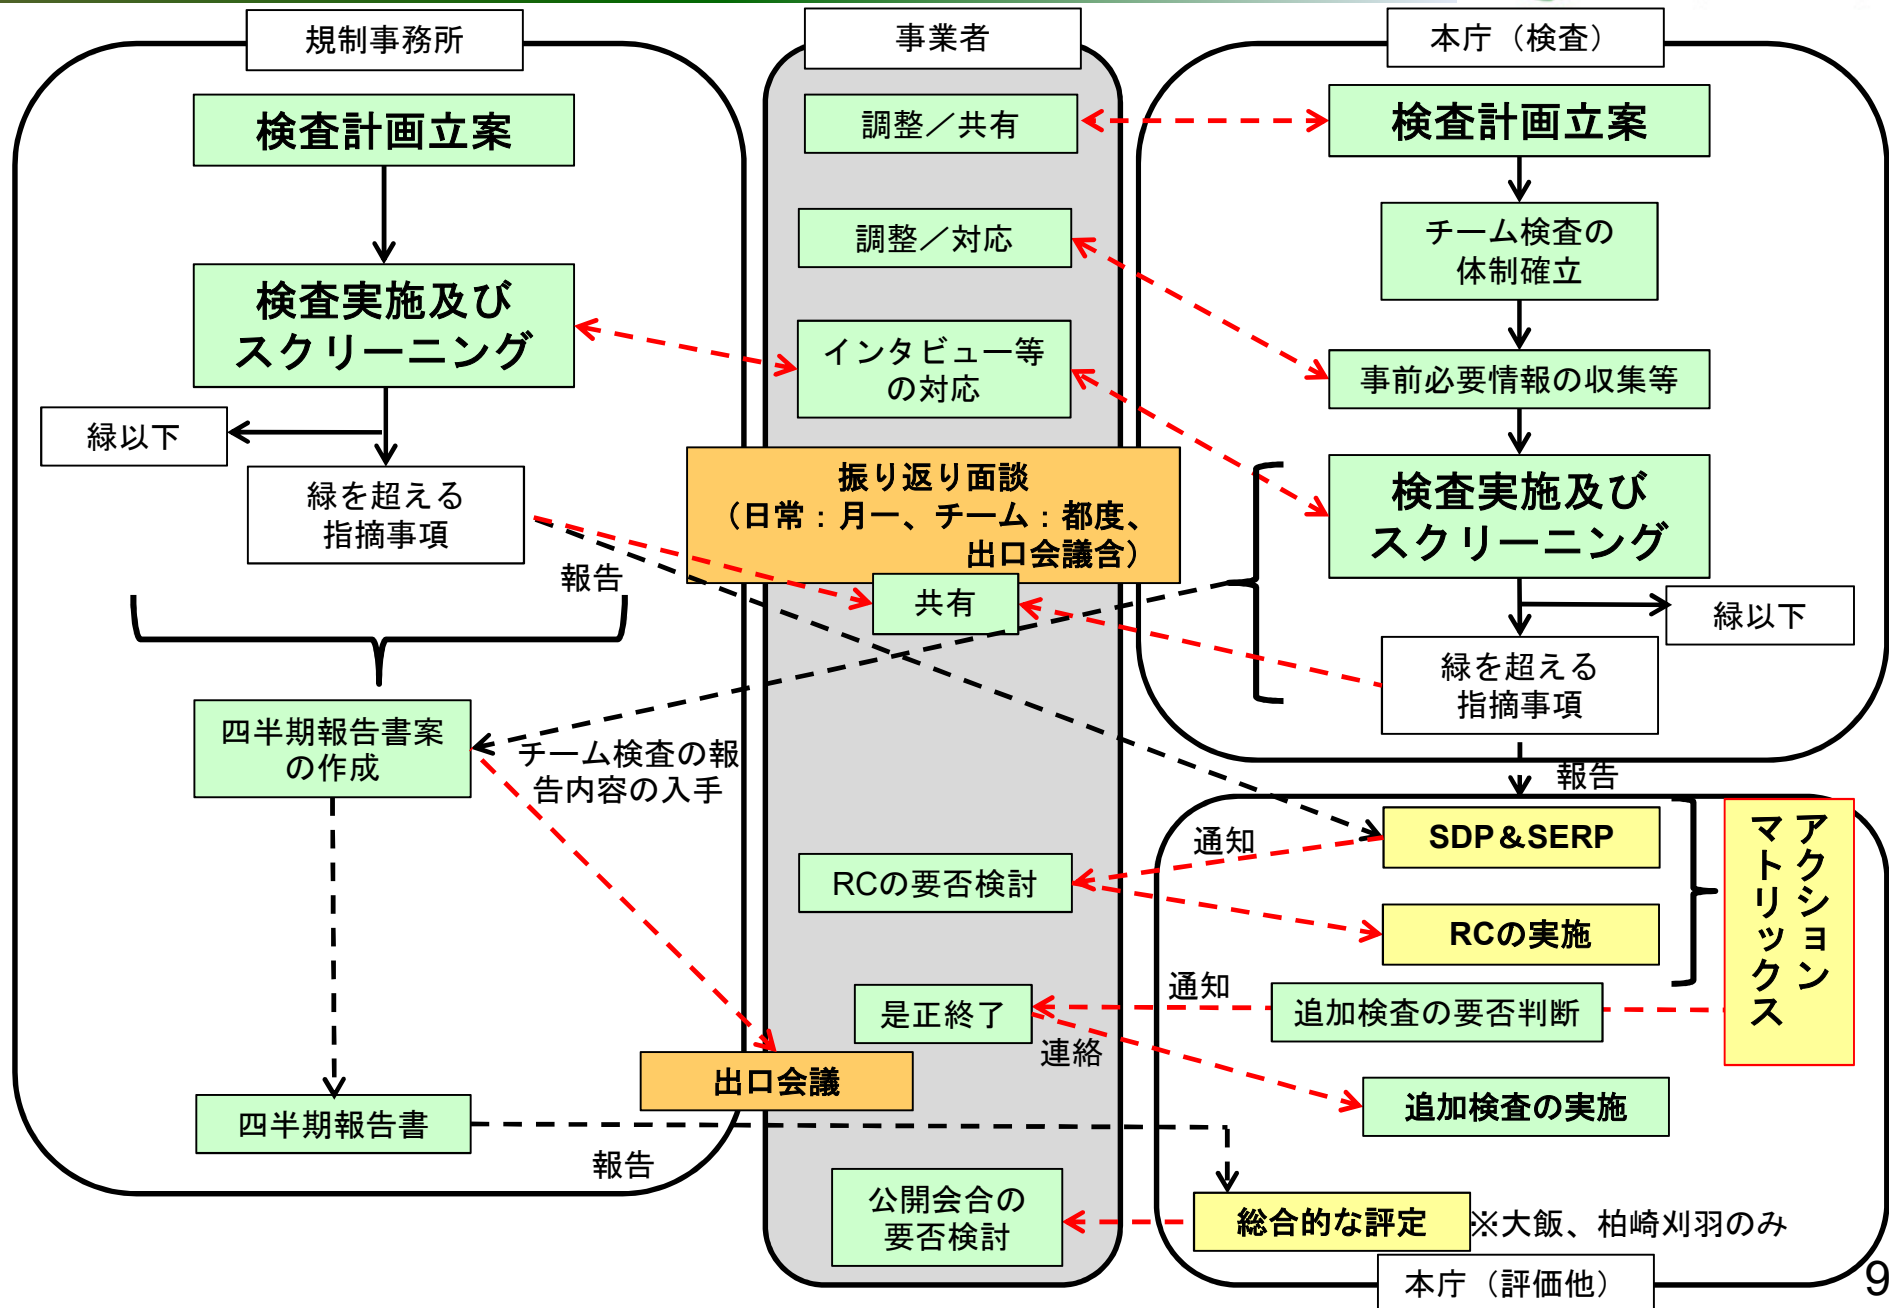 規制事務所
検査計画立案
検査実施及び
スクリーニング
緑以下
緑を超える
指摘事項
報告
四半期報告書案
の作成
チーム検査の報
告内容の入手
四半期報告書
報告
事業者
調整／共有
調整／対応
インタビュー等
の対応
振り返り面談
（日常：月一、チーム：都度、
出口会議含）
共有
RCの要否検討
是正終了
出口会議
公開会合の
要否検討
本庁（検査）
検査計画立案
チーム検査の
体制確立
事前必要情報の収集等
検査実施及び
スクリーニング
緑以下
緑を超える
指摘事項
報告
通知
SDP＆SERP
RCの実施
アクション
マトリックス
通知
追加検査の要否判断
連絡
追加検査の実施
総合的な評定
※大飯、柏崎刈羽のみ
本庁（評価他）
9